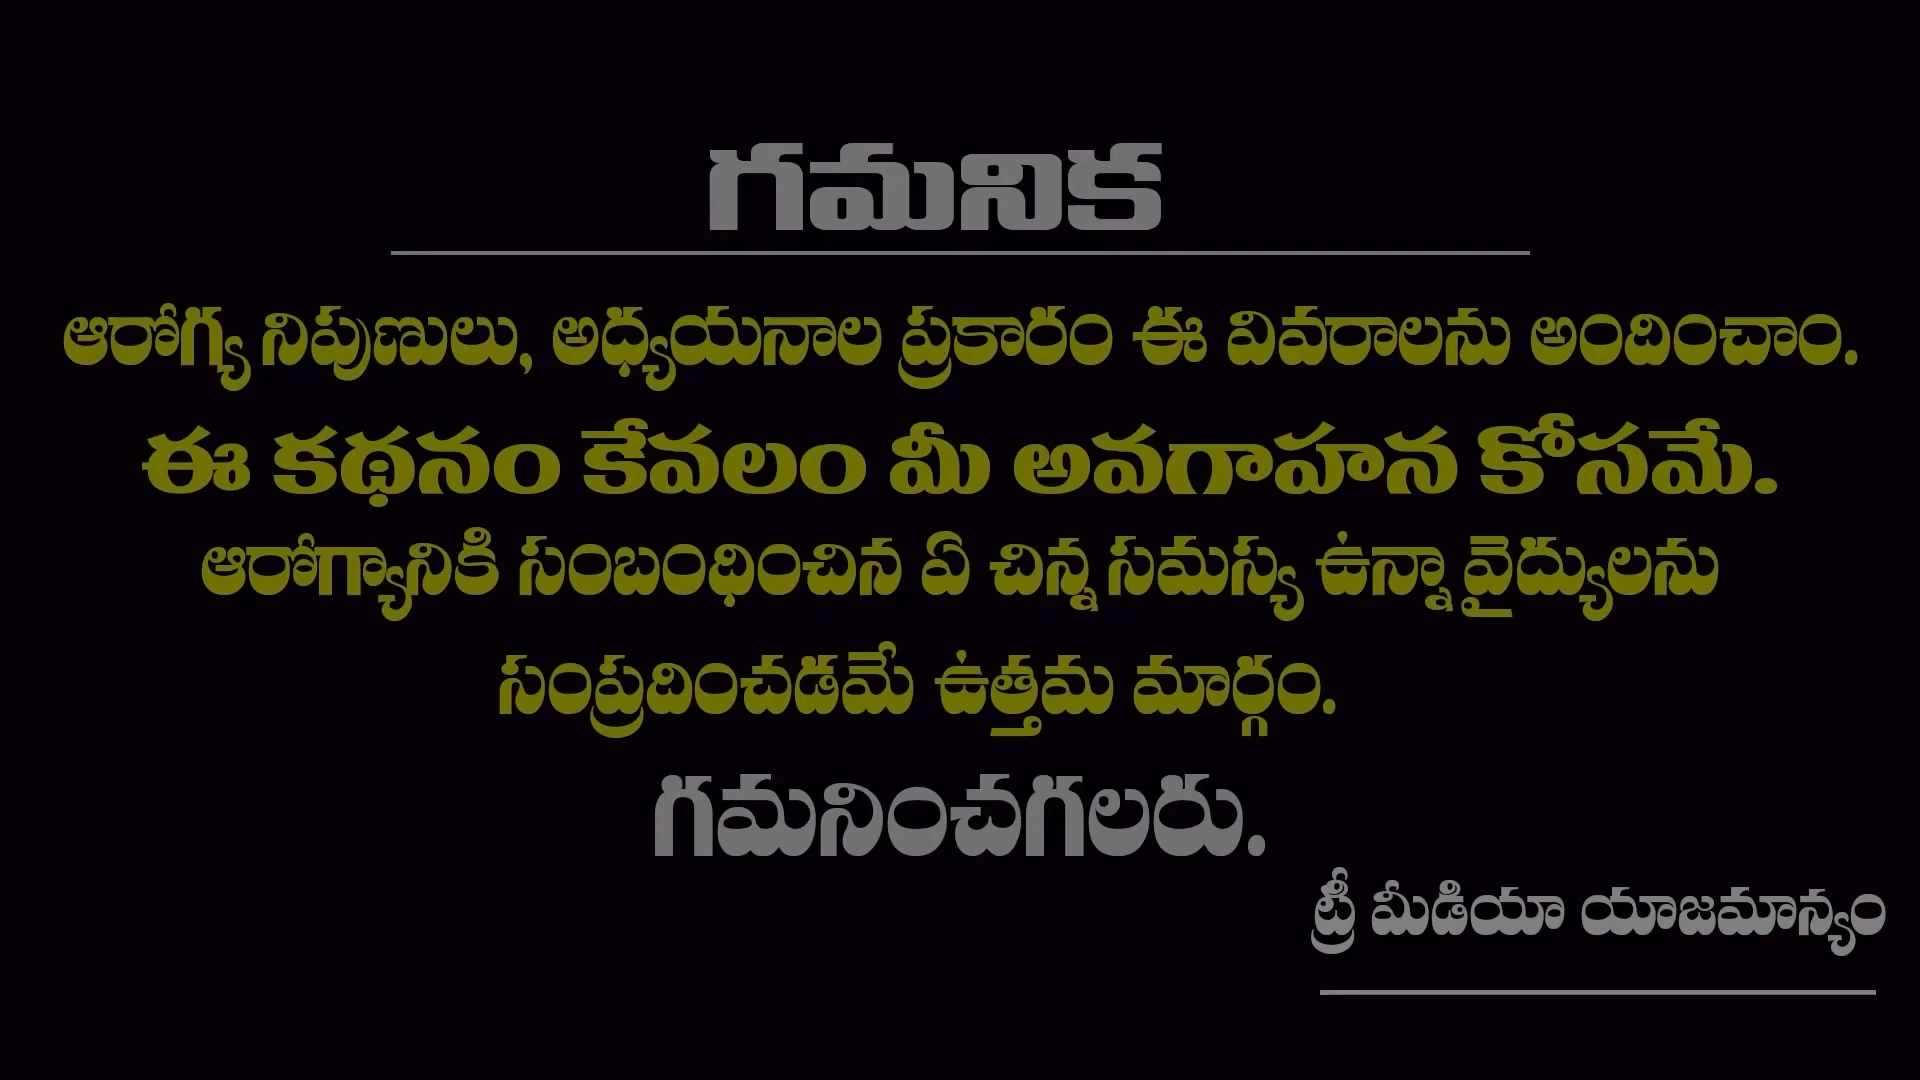 గమనిక
ఆరోగ్య నిపుణులు, అధ్యయనాల ప్రకారం ఈ వివరాలను అందించాం.
ఈ కథనం కేవలం మీ అవగాహన కోసమే.
ఆరోగ్యానికి సంబంధించిన ఏ చిన్న సమస్య ఉన్నా వైద్యులను
సంప్రదించడమే ఉత్తమ మార్గం.
గమనించగలరు.
ట్రీ మీడియా యాజమాన్యం